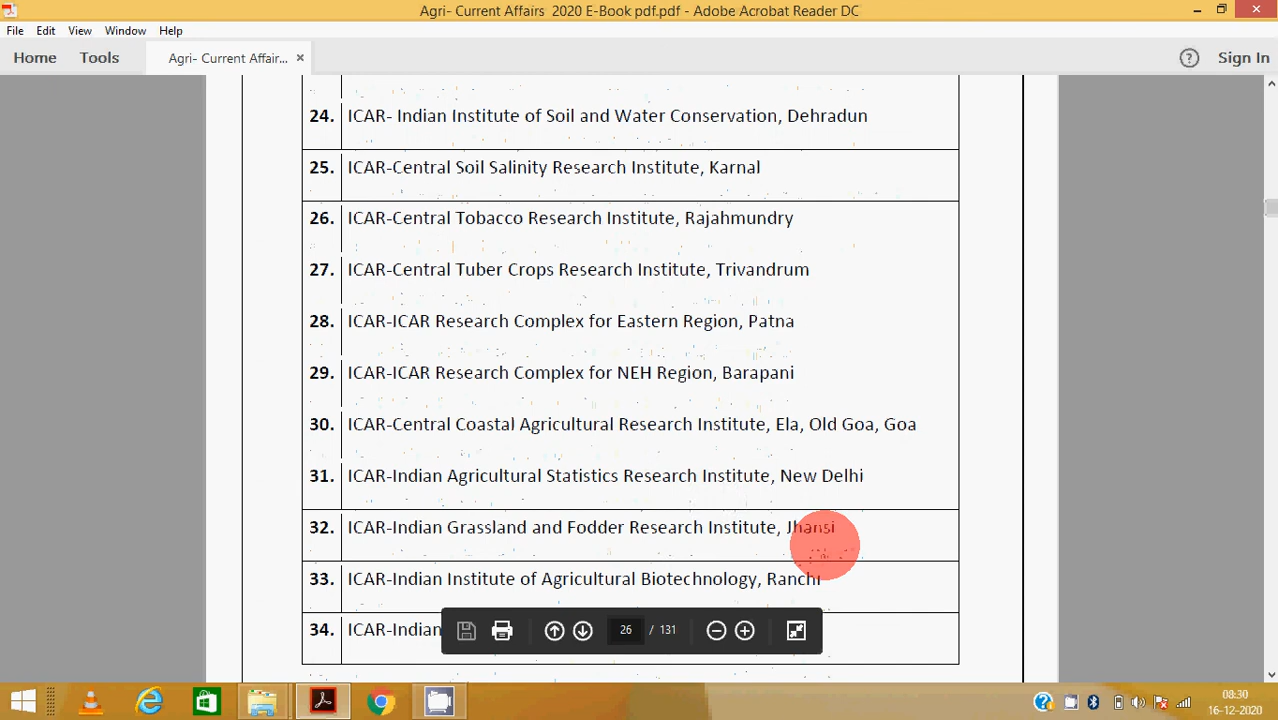 Agri- Current Affairs 2020 E-Book pdf.pdf - Adobe Acrobat Reader DC
File Edit View Window Help
Home Tools Agri- Current Affair... × Sign In
24. ICAR- Indian Institute of Soil and Water Conservation, Dehradun
25. ICAR-Central Soil Salinity Research Institute, Karnal
26. ICAR-Central Tobacco Research Institute, Rajahmundry
27. ICAR-Central Tuber Crops Research Institute, Trivandrum
28. ICAR-ICAR Research Complex for Eastern Region, Patna
29. ICAR-ICAR Research Complex for NEH Region, Barapani
30. ICAR-Central Coastal Agricultural Research Institute, Ela, Old Goa, Goa
31. ICAR-Indian Agricultural Statistics Research Institute, New Delhi
32. ICAR-Indian Grassland and Fodder Research Institute, Jhansi
33. ICAR-Indian Institute of Agricultural Biotechnology, Ranchi
34. ICAR-Indian
26 / 131
08:30
16-12-2020